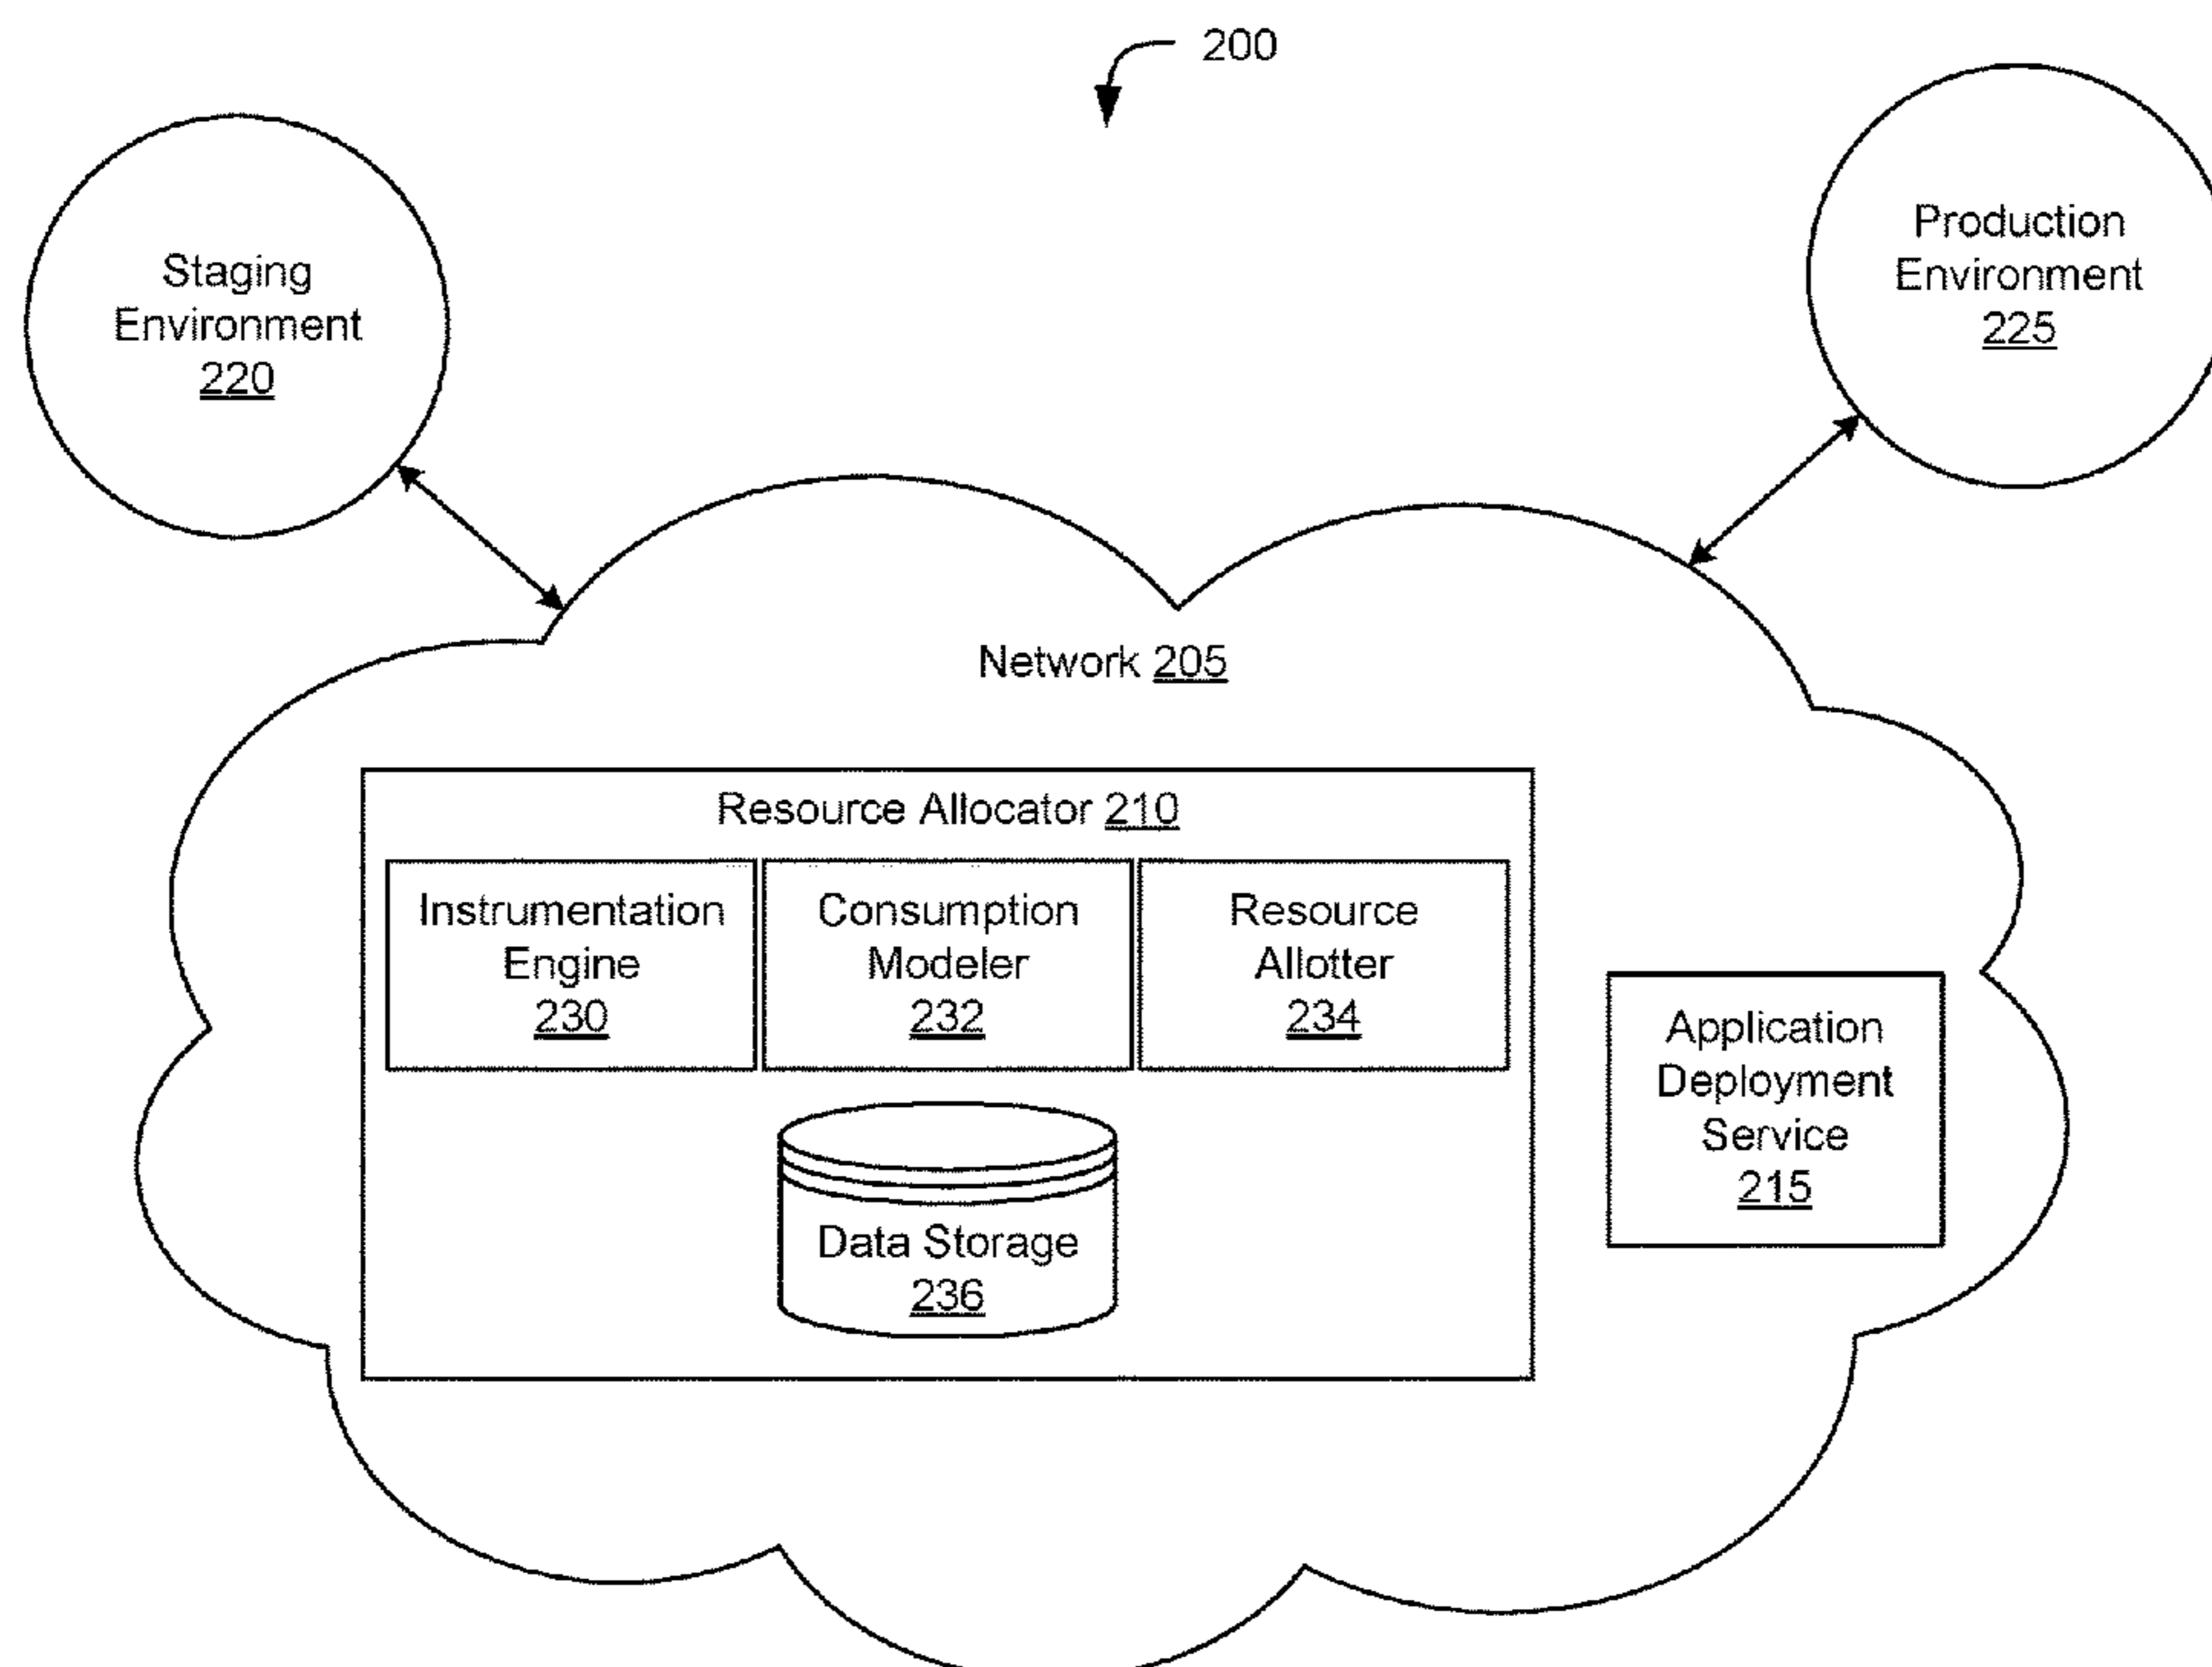 200
Staging
Environment
220
Production
Environment
225
Network 205
Resource Allocator 210
Instrumentation
Engine
230
Consumption
Modeler
232
Resource
Allotter
234
Application
Deployment
Service
215
Data Storage
236